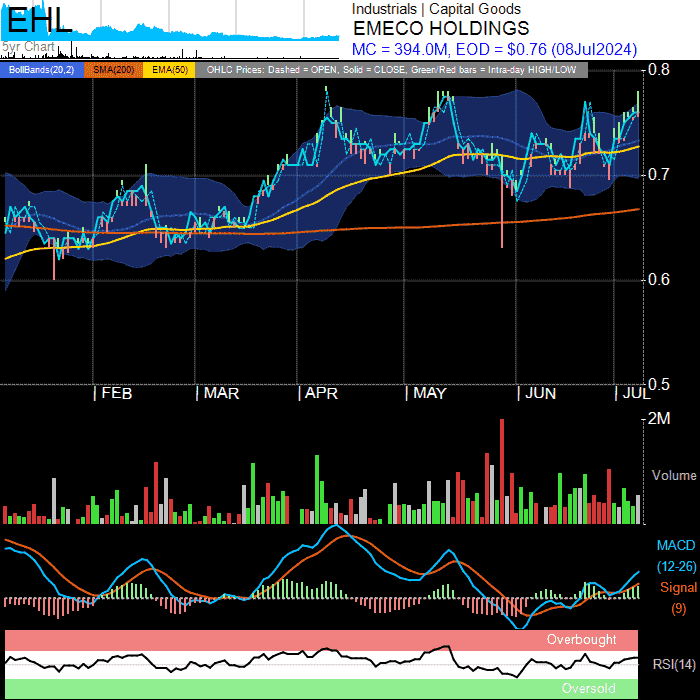 EHL
5yr Chart
Industrials | Capital Goods
EMECO HOLDINGS
MC = 394.0M, EOD = $0.76 (08Jul2024)
BollBands(20,2) SMA(200) EMA(50) OHLC Prices: Dashed = OPEN, Solid = CLOSE, Green/Red bars = Intra-day HIGH/LOW
0.8
0.7
0.6
0.5
| FEB | MAR | APR | MAY | JUN | JUL
2M
Volume
MACD
(12-26)
Signal
(9)
Overbought
RSI(14)
Oversold